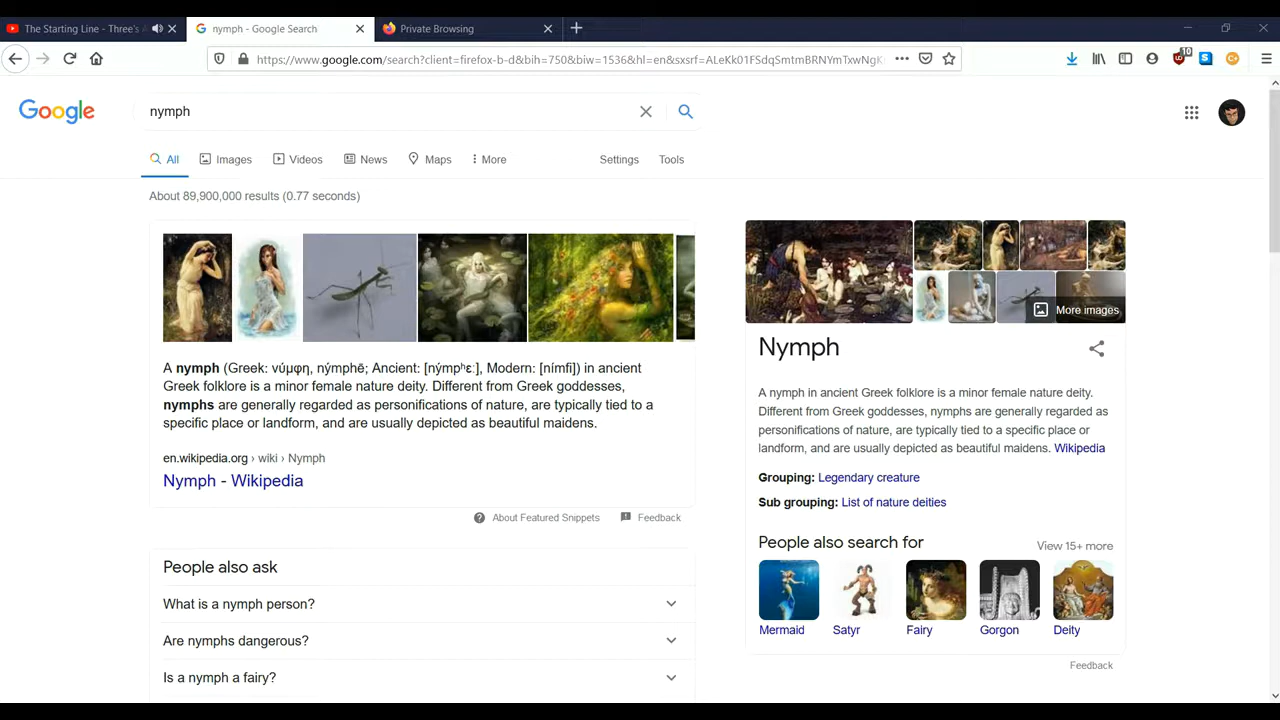 The Starting Line - Three's
nymph - Google Search
Private Browsing
https://www.google.com/search?client=firefox-b-d&bih=750&biw=1536&hl=en&sxsrf=ALeKk01FSdqSmtmBRNYmTxwNgK
10
Google
nymph
All
Images
Videos
News
Maps
More
Settings
Tools
About 89,900,000 results (0.77 seconds)
A nymph (Greek: νύμφη, nýmphē; Ancient: [nýmpʰɛː], Modern: [nímfi]) in ancient
Greek folklore is a minor female nature deity. Different from Greek goddesses,
nymphs are generally regarded as personifications of nature, are typically tied to a
specific place or landform, and are usually depicted as beautiful maidens.
en.wikipedia.org › wiki › Nymph
Nymph - Wikipedia
About Featured Snippets
Feedback
People also ask
What is a nymph person?
Are nymphs dangerous?
Is a nymph a fairy?
More images
Nymph
A nymph in ancient Greek folklore is a minor female nature deity.
Different from Greek goddesses, nymphs are generally regarded as
personifications of nature, are typically tied to a specific place or
landform, and are usually depicted as beautiful maidens. Wikipedia
Grouping: Legendary creature
Sub grouping: List of nature deities
People also search for
View 15+ more
Mermaid
Satyr
Fairy
Gorgon
Deity
Feedback